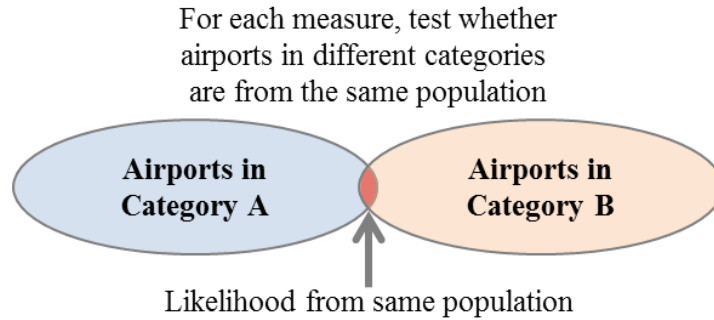 For each measure, test whether
airports in different categories
are from the same population
Airports in
Category A
Airports in
Category B
Likelihood from same population